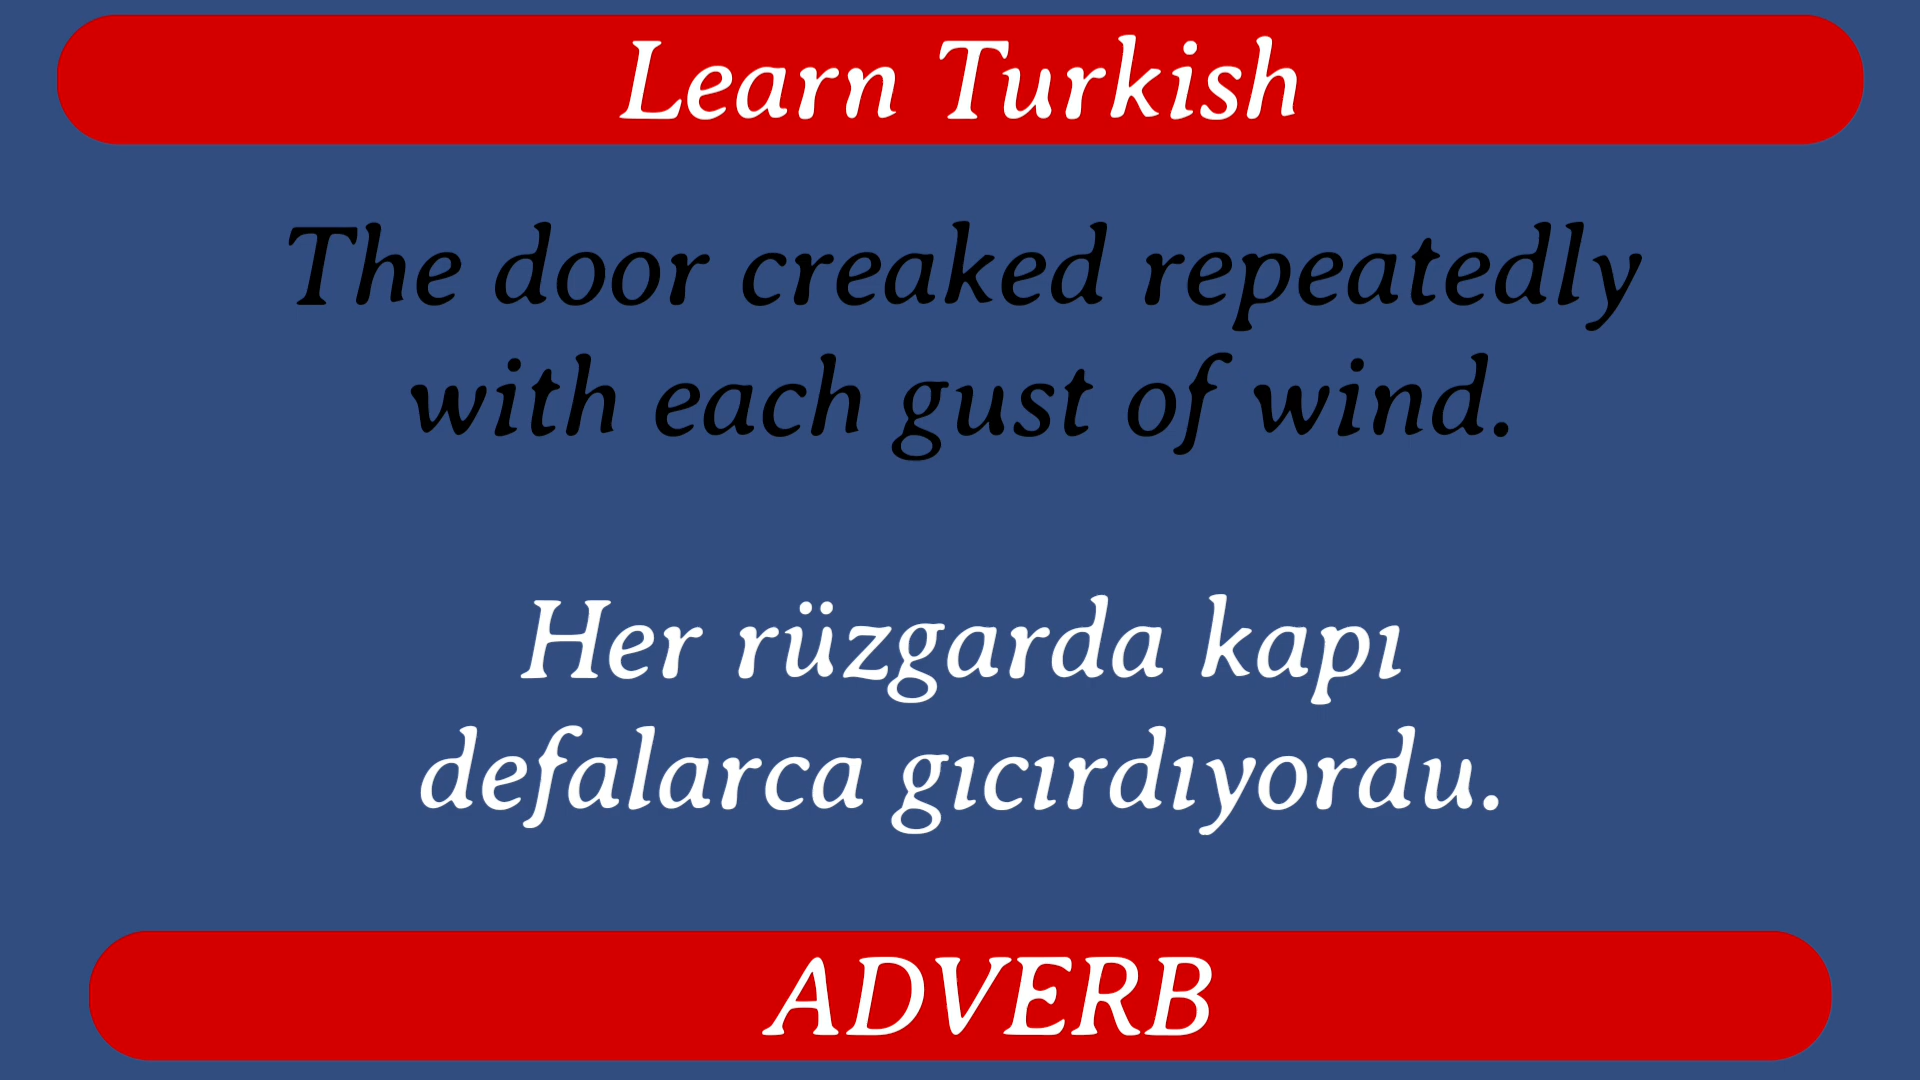 Learn Turkish
The door creaked repeatedly
with each gust of wind.
Her rüzgarda kapı
defalarca gıcırdıyordu.
ADVERB